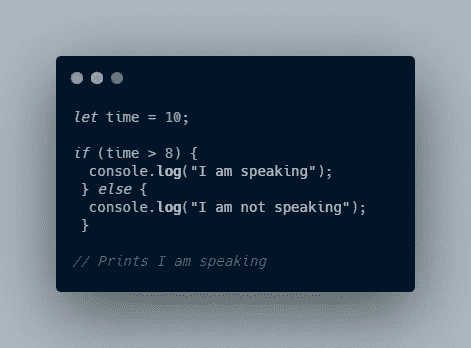 let time = 10;
if (time > 8) {
console.log("I am speaking");
} else {
console.log("I am not speaking");
}
// Prints I am speaking